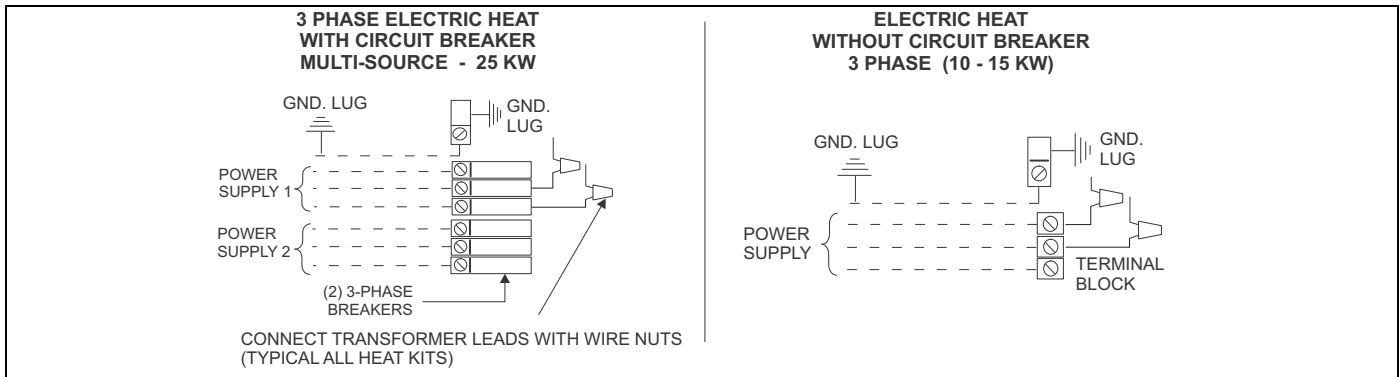 3 PHASE ELECTRIC HEAT
WITH CIRCUIT BREAKER
MULTI-SOURCE - 25 KW
GND. LUG
GND.
LUG
POWER
SUPPLY 1
POWER
SUPPLY 2
(2) 3-PHASE
BREAKERS
CONNECT TRANSFORMER LEADS WITH WIRE NUTS
(TYPICAL ALL HEAT KITS)
ELECTRIC HEAT
WITHOUT CIRCUIT BREAKER
3 PHASE (10 - 15 KW)
GND. LUG
GND.
LUG
POWER
SUPPLY
TERMINAL
BLOCK